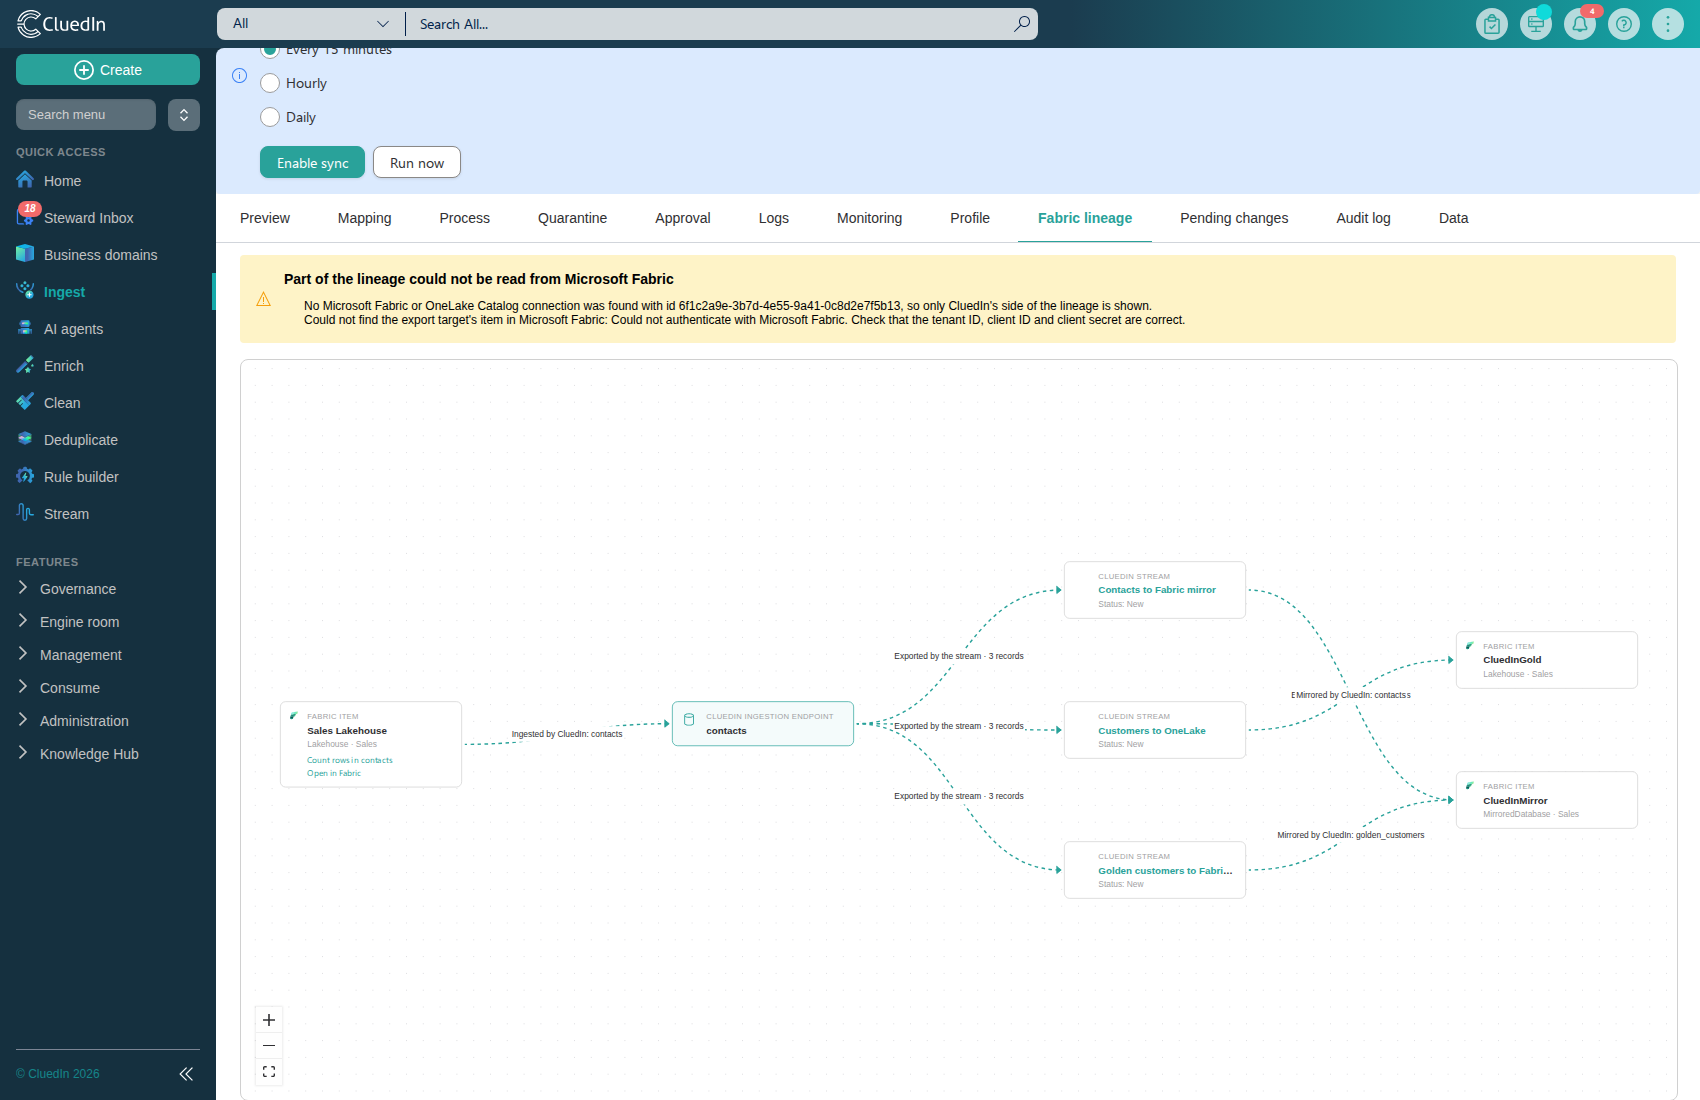 CluedIn
All
Search All...
4
Create
Search menu
QUICK ACCESS
Home
18
Steward Inbox
Business domains
Ingest
AI agents
Enrich
Clean
Deduplicate
Rule builder
Stream
FEATURES
Governance
Engine room
Management
Consume
Administration
Knowledge Hub
© CluedIn 2026
Every 15 minutes
Hourly
Daily
Enable sync
Run now
Preview
Mapping
Process
Quarantine
Approval
Logs
Monitoring
Profile
Fabric lineage
Pending changes
Audit log
Data
Part of the lineage could not be read from Microsoft Fabric
No Microsoft Fabric or OneLake Catalog connection was found with id 6f1c2a9e-3b7d-4e55-9a41-0c8d2e7f5b13, so only CluedIn's side of the lineage is shown.
Could not find the export target's item in Microsoft Fabric: Could not authenticate with Microsoft Fabric. Check that the tenant ID, client ID and client secret are correct.
FABRIC ITEM
Sales Lakehouse
Lakehouse · Sales
Count rows in contacts
Open in Fabric
Ingested by CluedIn: contacts
CLUEDIN INGESTION ENDPOINT
contacts
Exported by the stream · 3 records
Exported by the stream · 3 records
Exported by the stream · 3 records
CLUEDIN STREAM
Contacts to Fabric mirror
Status: New
CLUEDIN STREAM
Customers to OneLake
Status: New
CLUEDIN STREAM
Golden customers to Fabri...
Status: New
Mirrored by CluedIn: contacts
Mirrored by CluedIn: golden_customers
FABRIC ITEM
CluedInGold
Lakehouse · Sales
FABRIC ITEM
CluedInMirror
MirroredDatabase · Sales